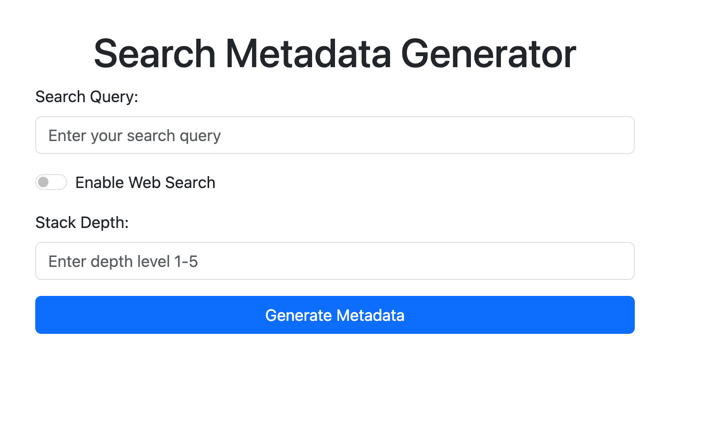 Search Metadata Generator
Search Query:
Enter your search query
Enable Web Search
Stack Depth:
Enter depth level 1-5
Generate Metadata